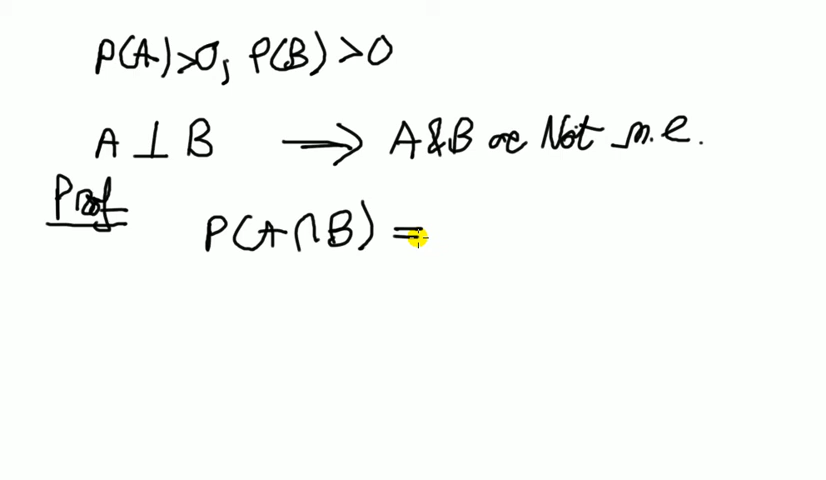 P(A)>0, P(B)>0
A ⊥ B ⟹ A&B are Not m.e.
Proof
P(A∩B) =